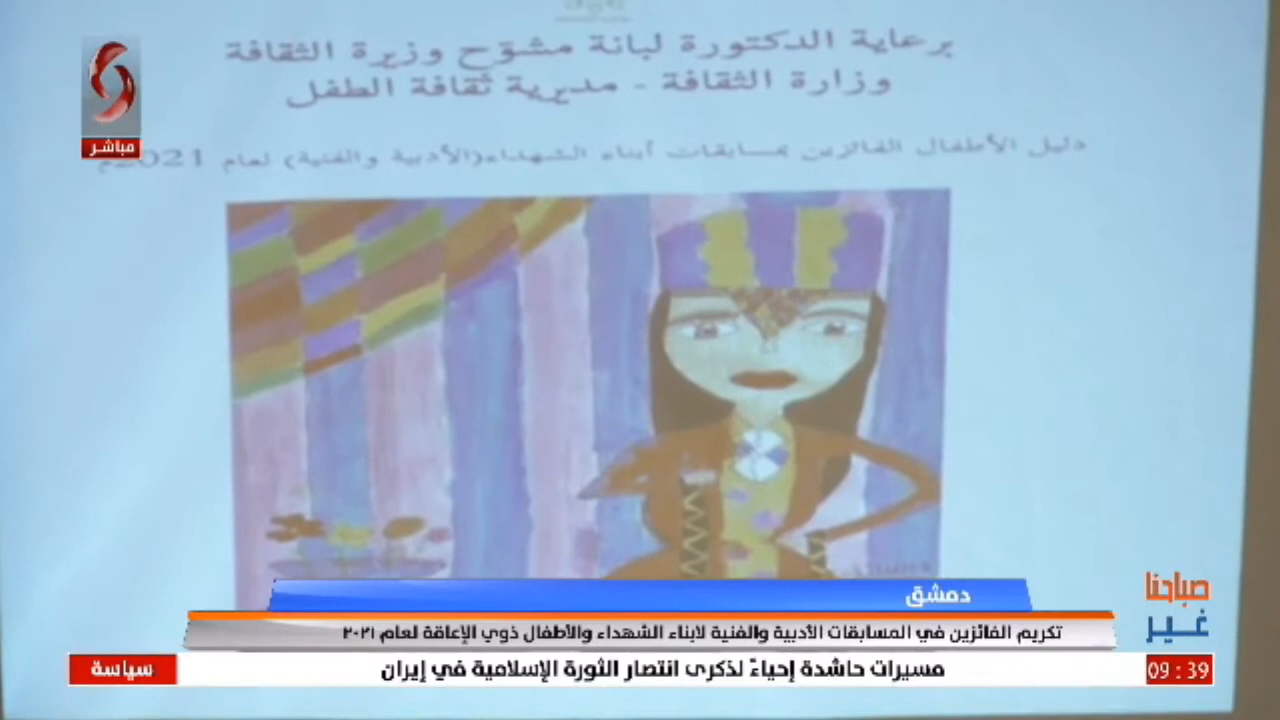 برعاية الدكتورة لبانة مشوّح وزيرة الثقافة
وزارة الثقافة - مديرية ثقافة الطفل
دليل الأطفال الفائزين بمسابقات أبناء الشهداء(الأدبية والفنية) لعام 2021م
مباشر
دمشق
تكريم الفائزين في المسابقات الأدبية والفنية لابناء الشهداء والأطفال ذوي الإعاقة لعام ٢٠٢١
صباحنا
غير
سياسة
مسيرات حاشدة إحياءً لذكرى انتصار الثورة الإسلامية في إيران
09 : 39